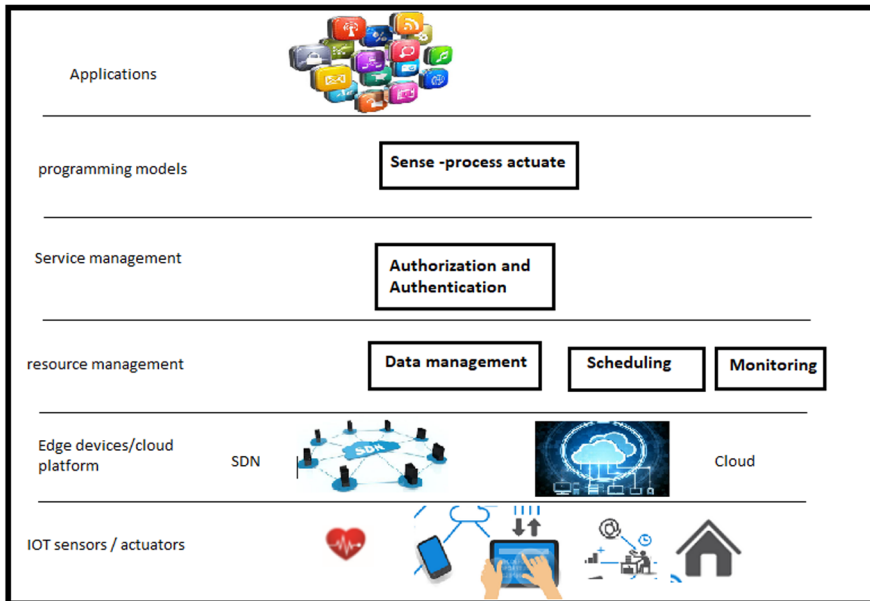 Applications
programming models
Sense -process actuate
Service management
Authorization and
Authentication
resource management
Data management
Scheduling
Monitoring
Edge devices/cloud
platform
SDN
SDN
Cloud
IOT sensors / actuators